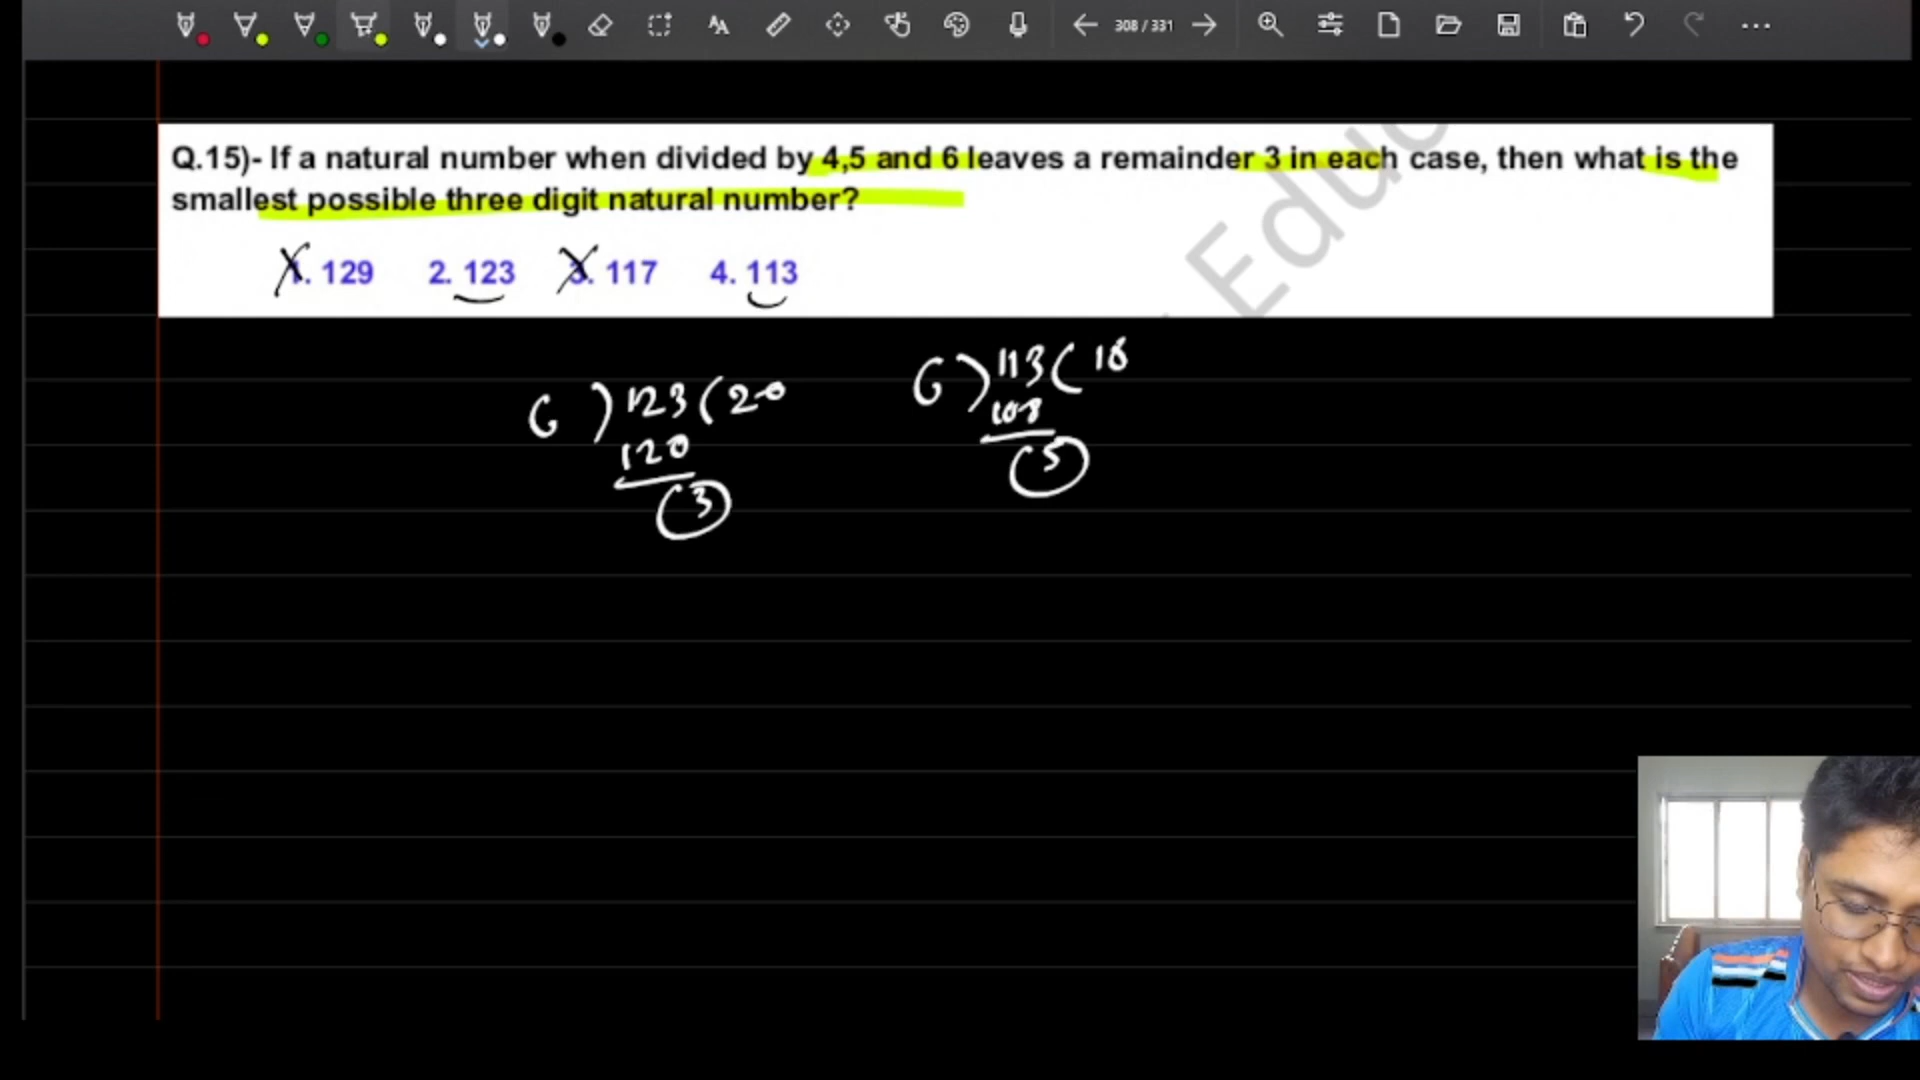 308 / 331
Q.15)- If a natural number when divided by 4,5 and 6 leaves a remainder 3 in each case, then what is the
smallest possible three digit natural number?
1. 129 2. 123 3. 117 4. 113
Educ
6 ) 123 ( 20
120
3
6 ) 113 ( 18
108
5